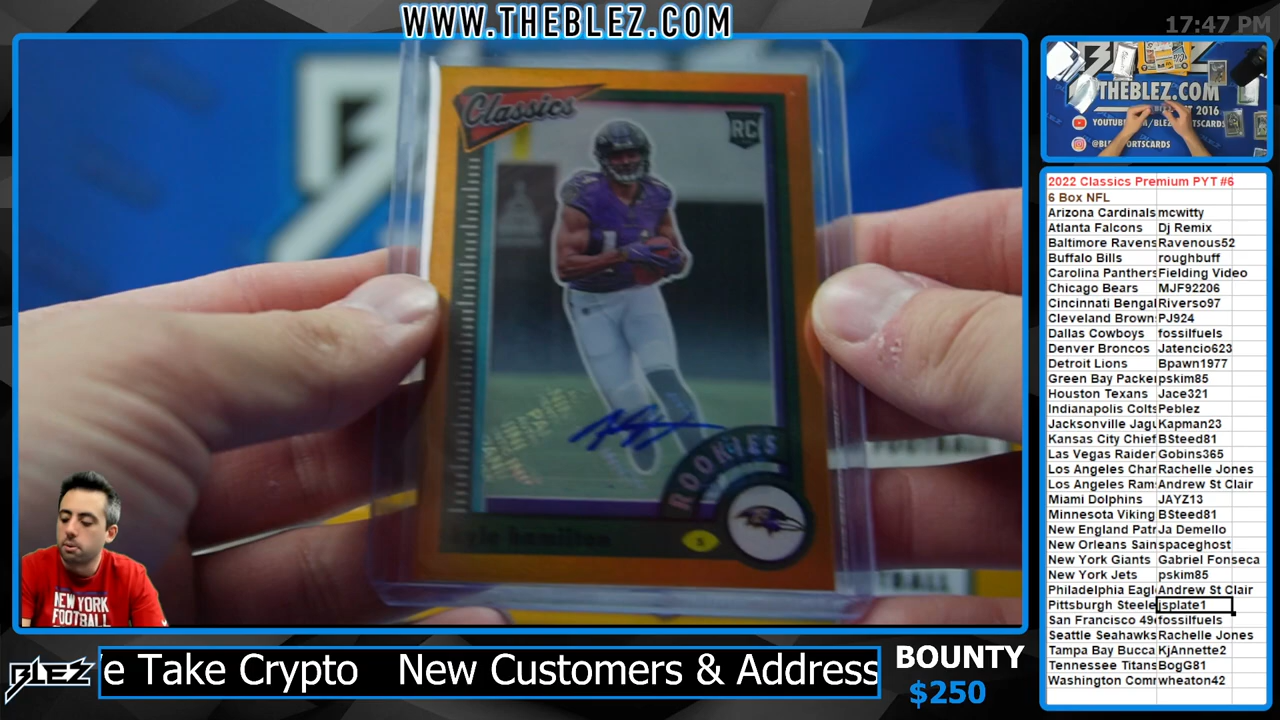 WWW.THEBLEZ.COM
17:47 PM
Classics
RC
ROOKIES
S
Hamilton
THEBLEZ.COM
2016
YOUTUBE
@BLEZSPORTSCARDS
2022 Classics Premium PYT #6
6 Box NFL
Arizona Cardinals mcwitty
Atlanta Falcons Dj Remix
Baltimore Ravens Ravenous52
Buffalo Bills roughbuff
Carolina Panthers Fielding Video
Chicago Bears MJF92206
Cincinnati Bengal Riverso97
Cleveland Brown PJ924
Dallas Cowboys fossilfuels
Denver Broncos Jatencio623
Detroit Lions Bpawn1977
Green Bay Packe pskim85
Houston Texans Jace321
Indianapolis Colts Peblez
Jacksonville Jagu Kapman23
Kansas City Chief BSteed81
Las Vegas Raider Gobins365
Los Angeles Char Rachelle Jones
Los Angeles Ram Andrew St Clair
Miami Dolphins JAYZ13
Minnesota Viking BSteed81
New England Patr Ja Demello
New Orleans Sain spaceghost
New York Giants Gabriel Fonseca
New York Jets pskim85
Philadelphia Eagl Andrew St Clair
Pittsburgh Steele jsplate1
San Francisco 49 fossilfuels
Seattle Seahawks Rachelle Jones
Tampa Bay Bucca KjAnnette2
Tennessee Titans BogG81
Washington Comm wheaton42
NEW YORK
FOOTBALL
BLEZ
e Take Crypto New Customers & Address
BOUNTY
$250